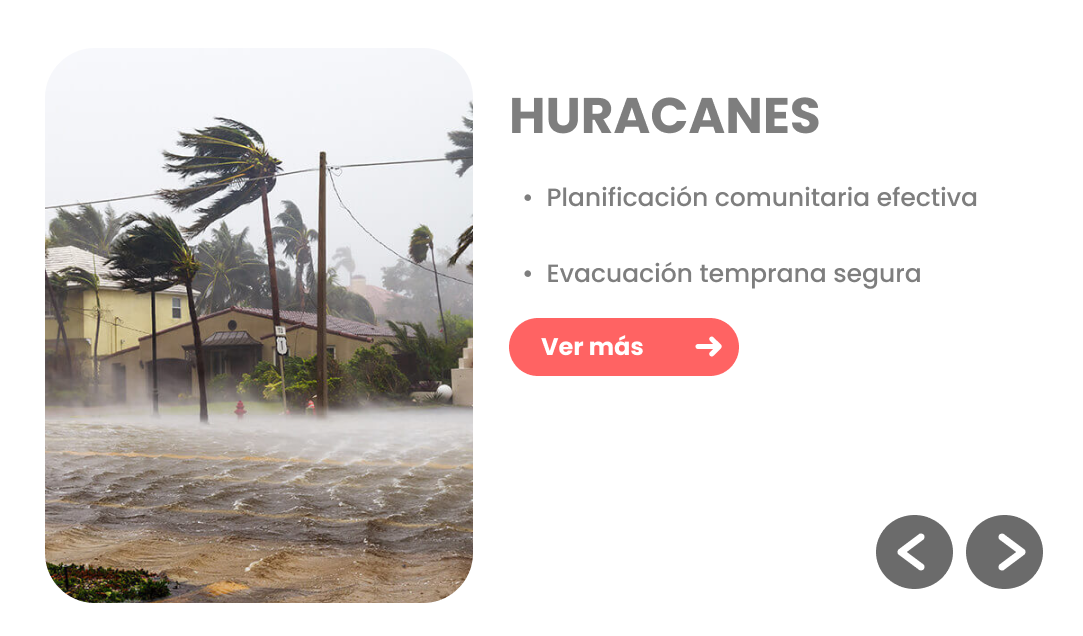 HURACANES
• Planificación comunitaria efectiva
• Evacuación temprana segura
Ver más